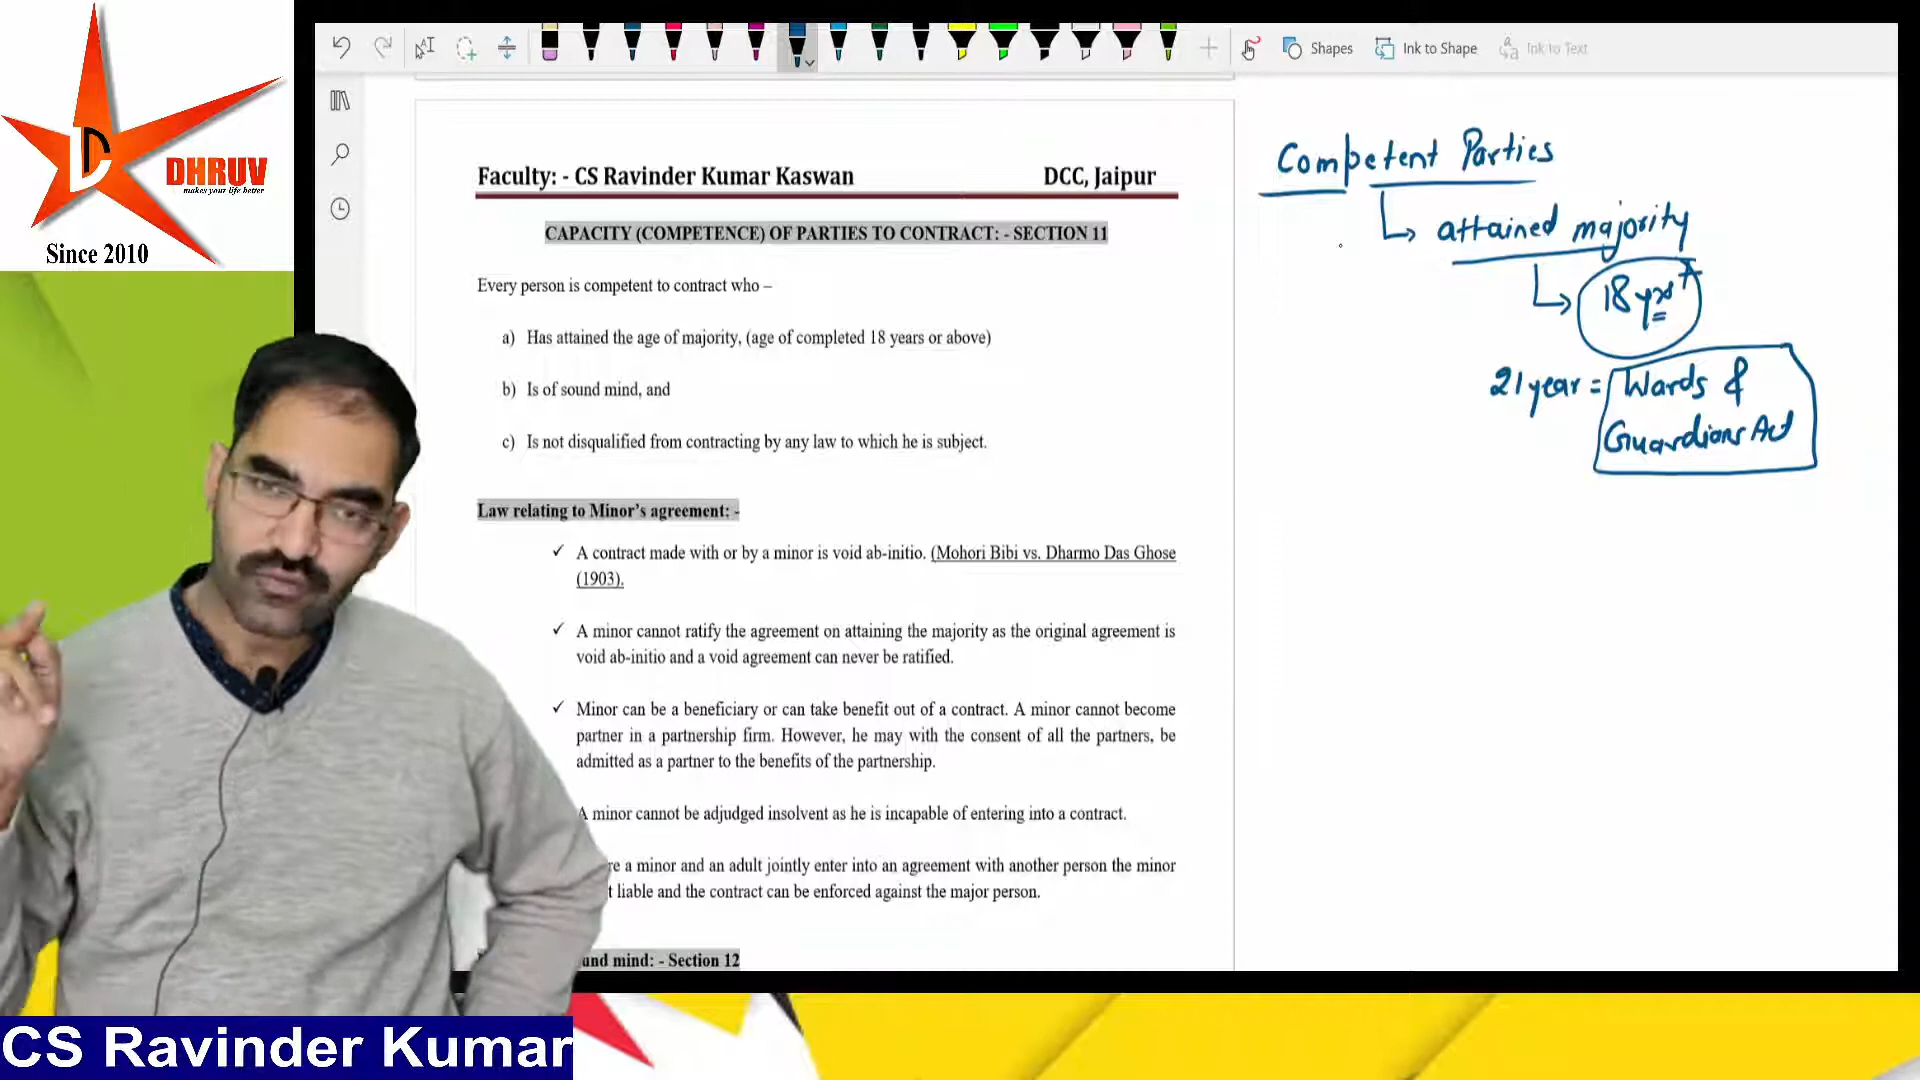 DC
DHRUV
makes your life better
Since 2010
Shapes
Ink to Shape
Ink to Text
Faculty: - CS Ravinder Kumar Kaswan DCC, Jaipur
CAPACITY (COMPETENCE) OF PARTIES TO CONTRACT: - SECTION 11
Every person is competent to contract who –
a) Has attained the age of majority, (age of completed 18 years or above)
b) Is of sound mind, and
c) Is not disqualified from contracting by any law to which he is subject.
Law relating to Minor's agreement: -
✓ A contract made with or by a minor is void ab-initio. (Mohori Bibi vs. Dharmo Das Ghose
(1903).
✓ A minor cannot ratify the agreement on attaining the majority as the original agreement is
void ab-initio and a void agreement can never be ratified.
✓ Minor can be a beneficiary or can take benefit out of a contract. A minor cannot become
partner in a partnership firm. However, he may with the consent of all the partners, be
admitted as a partner to the benefits of the partnership.
A minor cannot be adjudged insolvent as he is incapable of entering into a contract.
re a minor and an adult jointly enter into an agreement with another person the minor
t liable and the contract can be enforced against the major person.
und mind: - Section 12
Competent Parties
attained majority
18 yrs
21 year = Wards &
Guardians Act
CS Ravinder Kumar